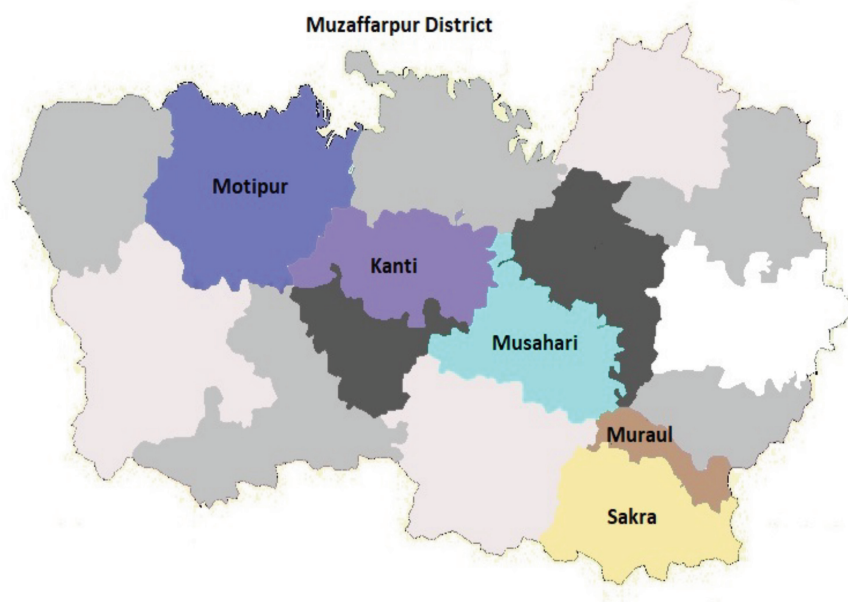 Muzaffarpur District
Motipur
Kanti
Musahari
Muraul
Sakra